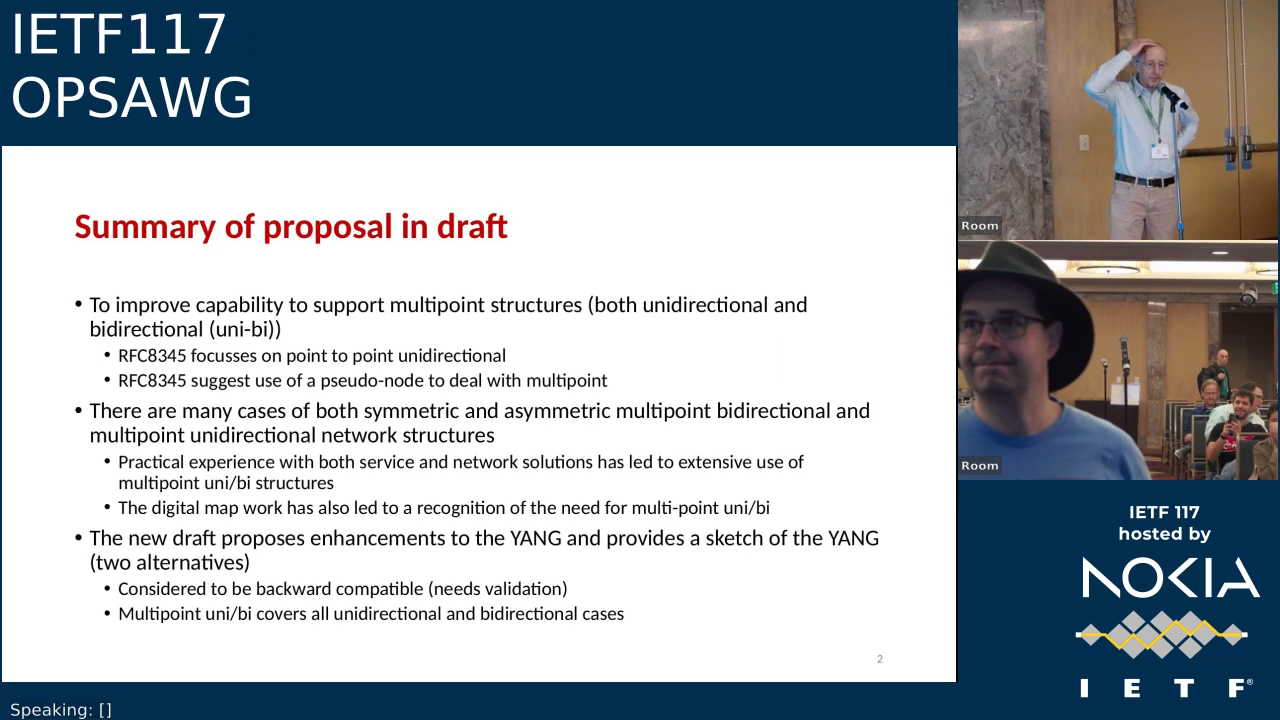 IETF117
OPSAWG
Summary of proposal in draft
• To improve capability to support multipoint structures (both unidirectional and
bidirectional (uni-bi))
• RFC8345 focusses on point to point unidirectional
• RFC8345 suggest use of a pseudo-node to deal with multipoint
• There are many cases of both symmetric and asymmetric multipoint bidirectional and
multipoint unidirectional network structures
• Practical experience with both service and network solutions has led to extensive use of
multipoint uni/bi structures
• The digital map work has also led to a recognition of the need for multi-point uni/bi
• The new draft proposes enhancements to the YANG and provides a sketch of the YANG
(two alternatives)
• Considered to be backward compatible (needs validation)
• Multipoint uni/bi covers all unidirectional and bidirectional cases
2
Speaking: []
Room
Room
IETF 117
hosted by
NOKIA
I E T F®